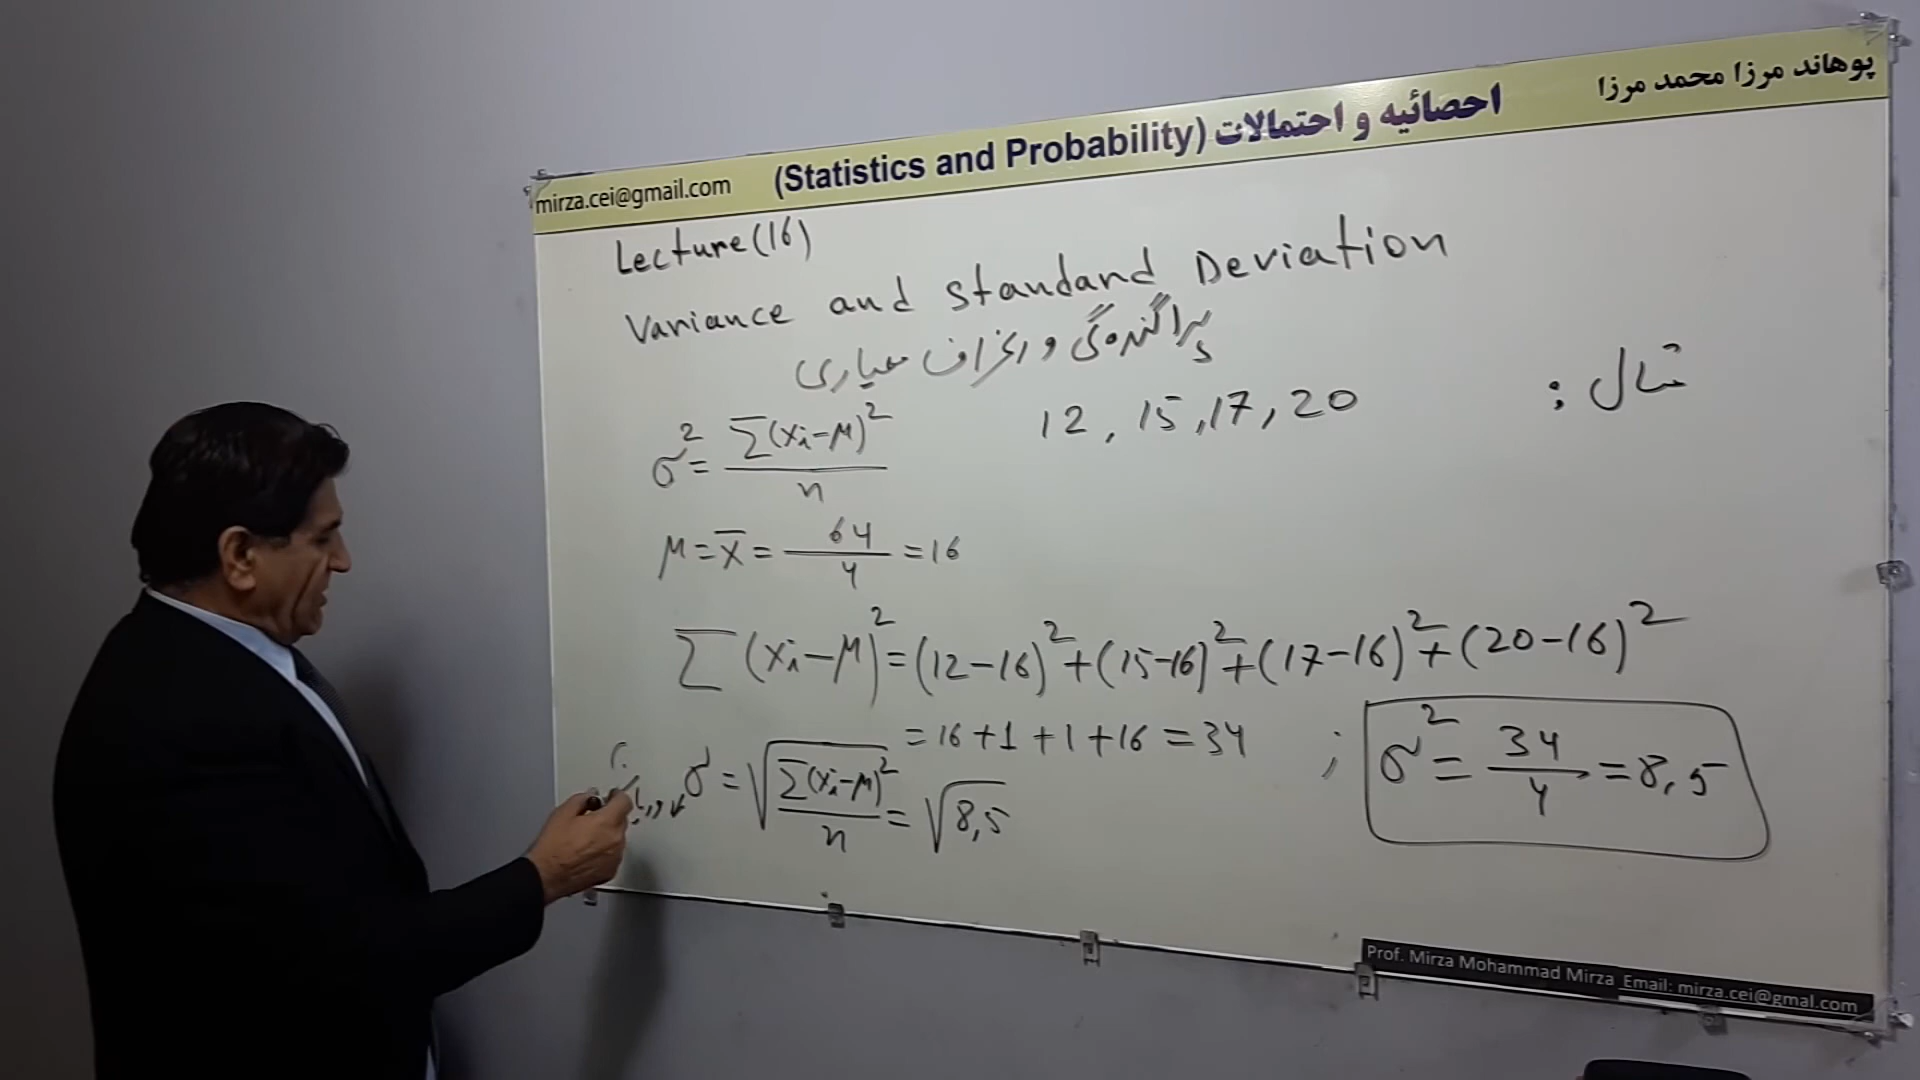 پوهاند مرزا محمد مرزا
احصائیه و احتمالات (Statistics and Probability)
mirza.cei@gmail.com
Lecture(16)
Variance and standard Deviation
پراگندگی و انحراف معیاری
مثال :
12 , 15 , 17 , 20
σ² = Σ(xi-μ)² / n
μ = x̄ = 64 / 4 = 16
Σ(xi-μ)² = (12-16)² + (15-16)² + (17-16)² + (20-16)²
= 16 + 1 + 1 + 16 = 34 ; σ² = 34 / 4 = 8,5
σ = √(Σ(xi-μ)² / n) = √8,5
Prof. Mirza Mohammad Mirza Email: mirza.cei@gmal.com